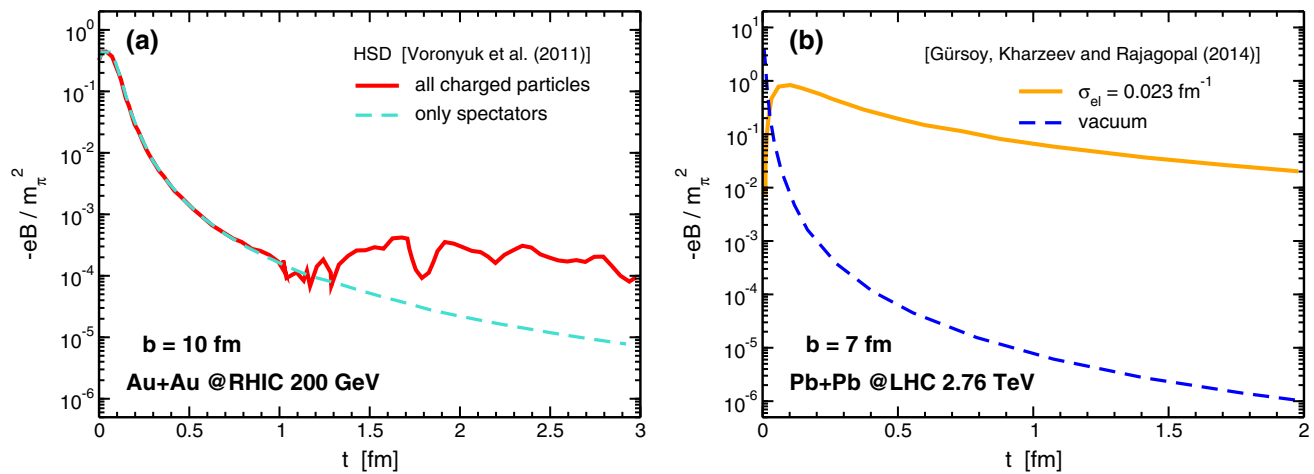 (a)
HSD [Voronyuk et al. (2011)]
all charged particles
only spectators
b = 10 fm
Au+Au @RHIC 200 GeV
-eB / m_π^2
10^0
10^-1
10^-2
10^-3
10^-4
10^-5
10^-6
0 0.5 1 1.5 2 2.5 3
t [fm]
(b)
[Gürsoy, Kharzeev and Rajagopal (2014)]
σ_el = 0.023 fm^-1
vacuum
b = 7 fm
Pb+Pb @LHC 2.76 TeV
-eB / m_π^2
10^1
10^0
10^-1
10^-2
10^-3
10^-4
10^-5
10^-6
0 0.5 1 1.5 2
t [fm]